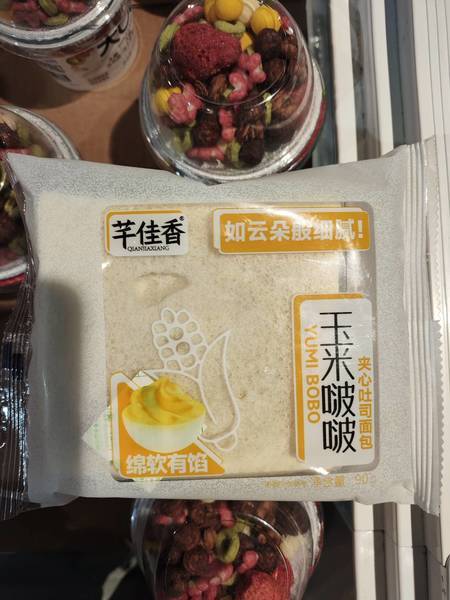 芊佳香®
QIANJIAXIANG
如云朵般细腻!
玉米啵啵
YUMI BOBO
夹心吐司面包
绵软有馅
净含量: 90